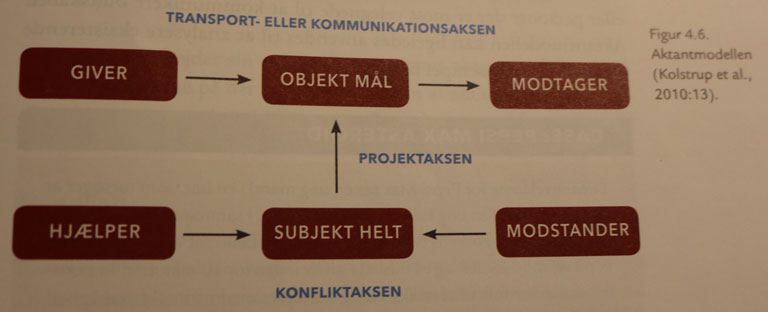 TRANSPORT- ELLER KOMMUNIKATIONSAKSEN
GIVER
OBJEKT MÅL
MODTAGER
Figur 4.6.
Aktantmodellen
(Kolstrup et al.,
2010:13).
PROJEKTAKSEN
HJÆLPER
SUBJEKT HELT
MODSTANDER
KONFLIKTAKSEN